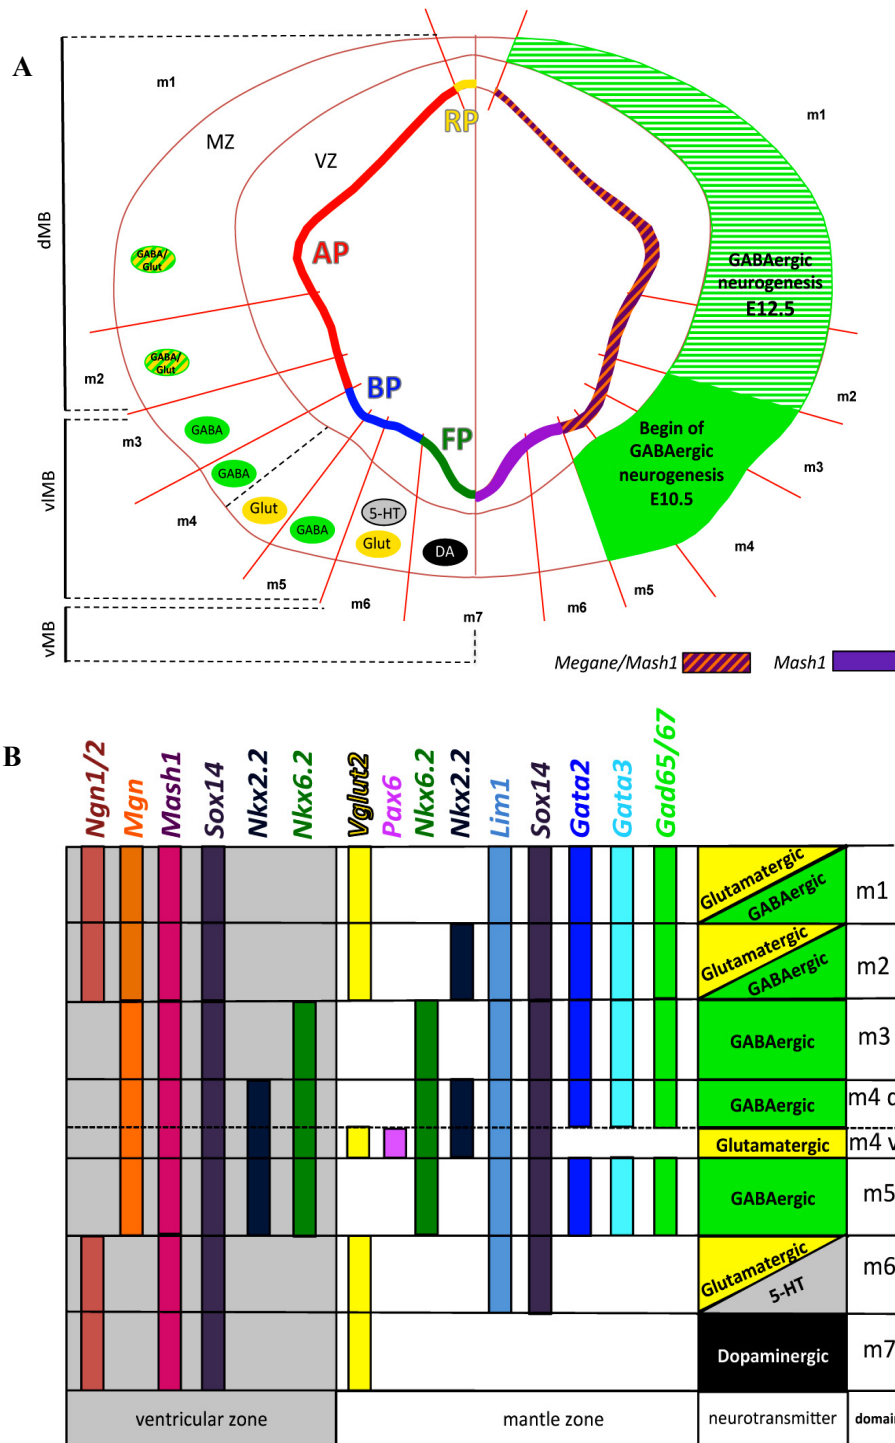 A
m1
MZ
VZ
RP
m1
dMB
GABA/
Glut
AP
GABAergic
neurogenesis
E12.5
GABA/
Glut
m2
BP
m2
FP
m3
GABA
Begin of
GABAergic
neurogenesis
E10.5
m3
GABA
vlMB
m4
Glut
5-HT
GABA
Glut
DA
m4
m5
m5
m6
m7
m6
vMB
Megane/Mash1
Mash1
B
Ngn1/2
Mgn
Mash1
Sox14
Nkx2.2
Nkx6.2
Vglut2
Pax6
Nkx6.2
Nkx2.2
Lim1
Sox14
Gata2
Gata3
Gad65/67
Glutamatergic
GABAergic
m1
Glutamatergic
GABAergic
m2
GABAergic
m3
GABAergic
m4 d
Glutamatergic
m4 v
GABAergic
m5
Glutamatergic
5-HT
m6
Dopaminergic
m7
ventricular zone
mantle zone
neurotransmitter
domain